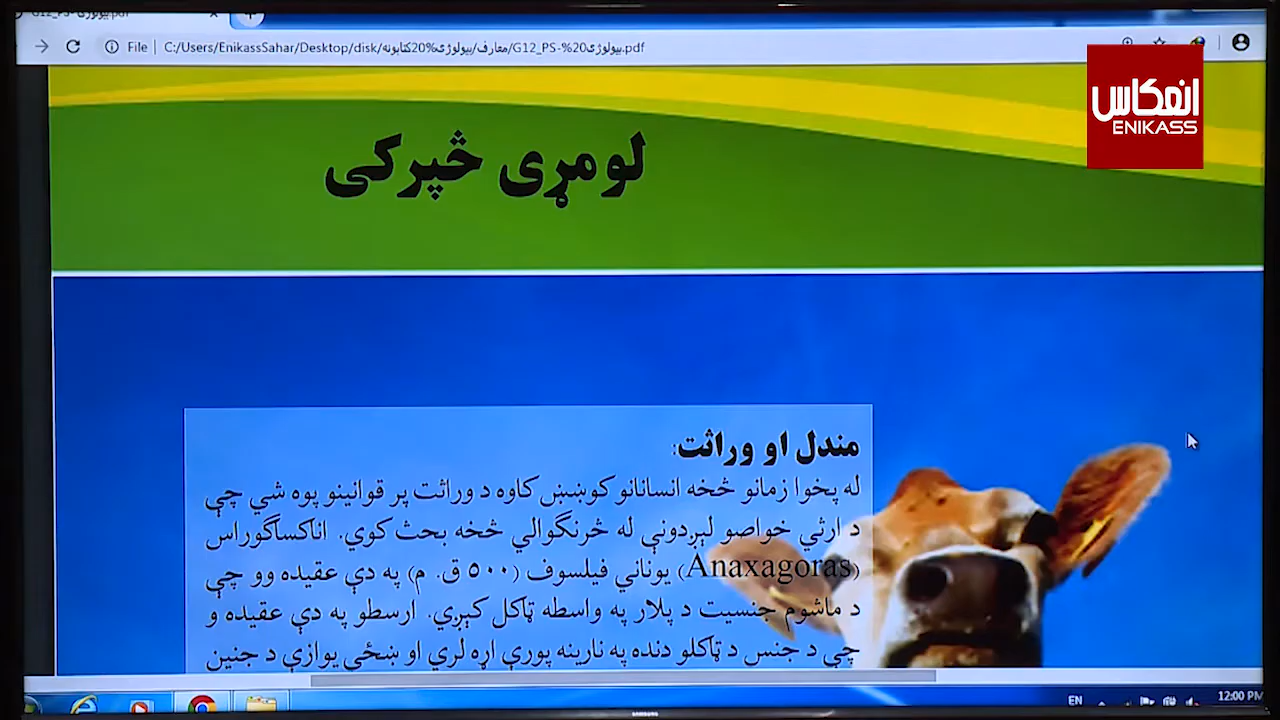 G12_PS-بیولوژی.pdf
File | C:/Users/EnikassSahar/Desktop/disk/معارف/بیولوژی%20کتابونه/G12_PS-%20بیولوژی.pdf
انعکاس
ENIKASS
لومړی څپرکی
مندل او وراثت:
له پخوا زمانو څخه انسانانو کوښښ کاوه د وراثت پر قوانینو پوه شي چې
د ارثي خواصو لېږدونې له څرنګوالي څخه بحث کوي. اناکساګوراس
(Anaxagoras) یوناني فیلسوف (۵۰۰ ق. م) په دې عقیده وو چې
د ماشوم جنسیت د پلار په واسطه ټاکل کېږي. ارسطو په دې عقیده و
چې د جنس د ټاکلو دنده په نارینه پورې اړه لري او ښځې یوازې د جنین
EN
12:00 PM
SAMSUNG